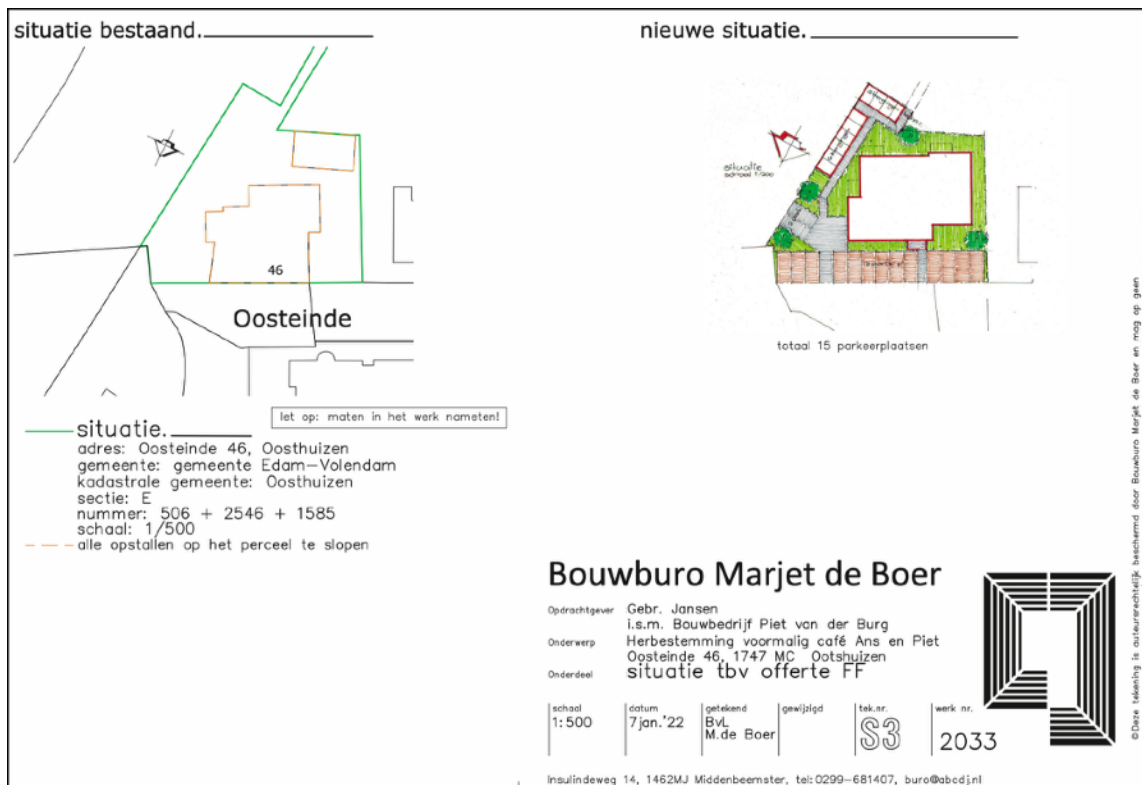 situatie bestaand.
46
Oosteinde
let op: maten in het werk nameten!
situatie.
adres: Oosteinde 46, Oosthuizen
gemeente: gemeente Edam-Volendam
kadastrale gemeente: Oosthuizen
sectie: E
nummer: 506 + 2546 + 1585
schaal: 1/500
alle opstallen op het perceel te slopen
nieuwe situatie.
situatie
totaal 15 parkeerplaatsen
Bouwburo Marjet de Boer
Opdrachtgever Gebr. Jansen
i.s.m. Bouwbedrijf Piet van der Burg
Onderwerp Herbestemming voormalig café Ans en Piet
Oosteinde 46, 1747 MC Ootshuizen
Onderdeel situatie tbv offerte FF
schaal datum getekend gewijzigd tek.nr. werk nr.
1:500 7jan.'22 BvL S3 2033
M.de Boer
Insulindeweg 14, 1462MJ Middenbeemster, tel:0299-681407, buro@abcdj.nl
©Deze tekening is auteursrechtelijk beschermd door Bouwburo Marjet de Boer en mag op geen